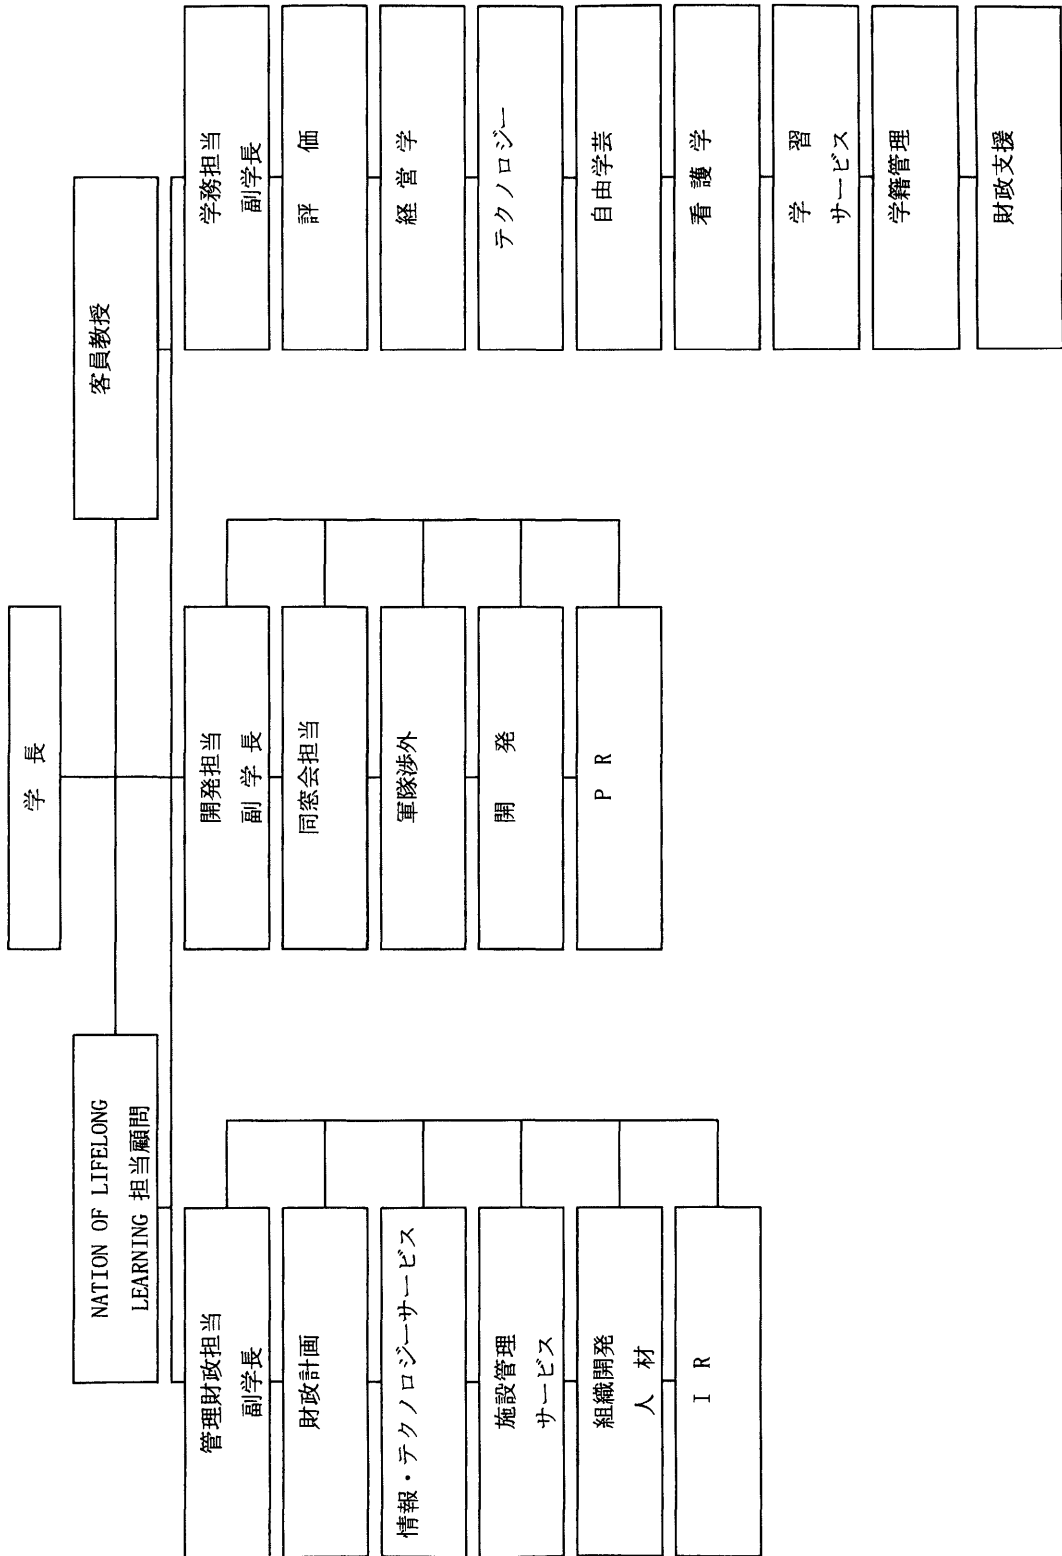 学 長
NATION OF LIFELONG
LEARNING 担当顧問
客員教授
管理財政担当
副学長
財政計画
情報・テクノロジーサービス
施設管理
サービス
組織開発
人 材
I R
開発担当
副 学 長
同窓会担当
軍隊渉外
開 発
P R
学務担当
副学長
評 価
経 営 学
テクノロジー
自由学芸
看 護 学
学 習
サービス
学籍管理
財政支援